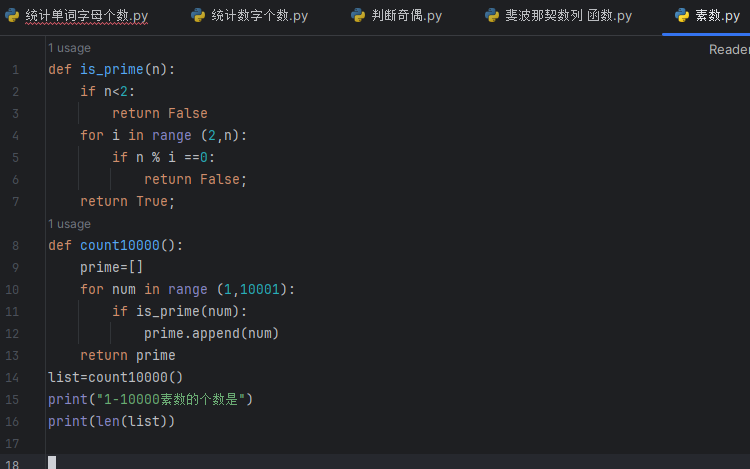 统计单词字母个数.py 统计数字个数.py 判断奇偶.py 斐波那契数列 函数.py 素数.py
1 usage Reader
1 def is_prime(n):
2 if n<2:
3 return False
4 for i in range (2,n):
5 if n % i ==0:
6 return False;
7 return True;
1 usage
8 def count10000():
9 prime=[]
10 for num in range (1,10001):
11 if is_prime(num):
12 prime.append(num)
13 return prime
14 list=count10000()
15 print("1-10000素数的个数是")
16 print(len(list))
17
18